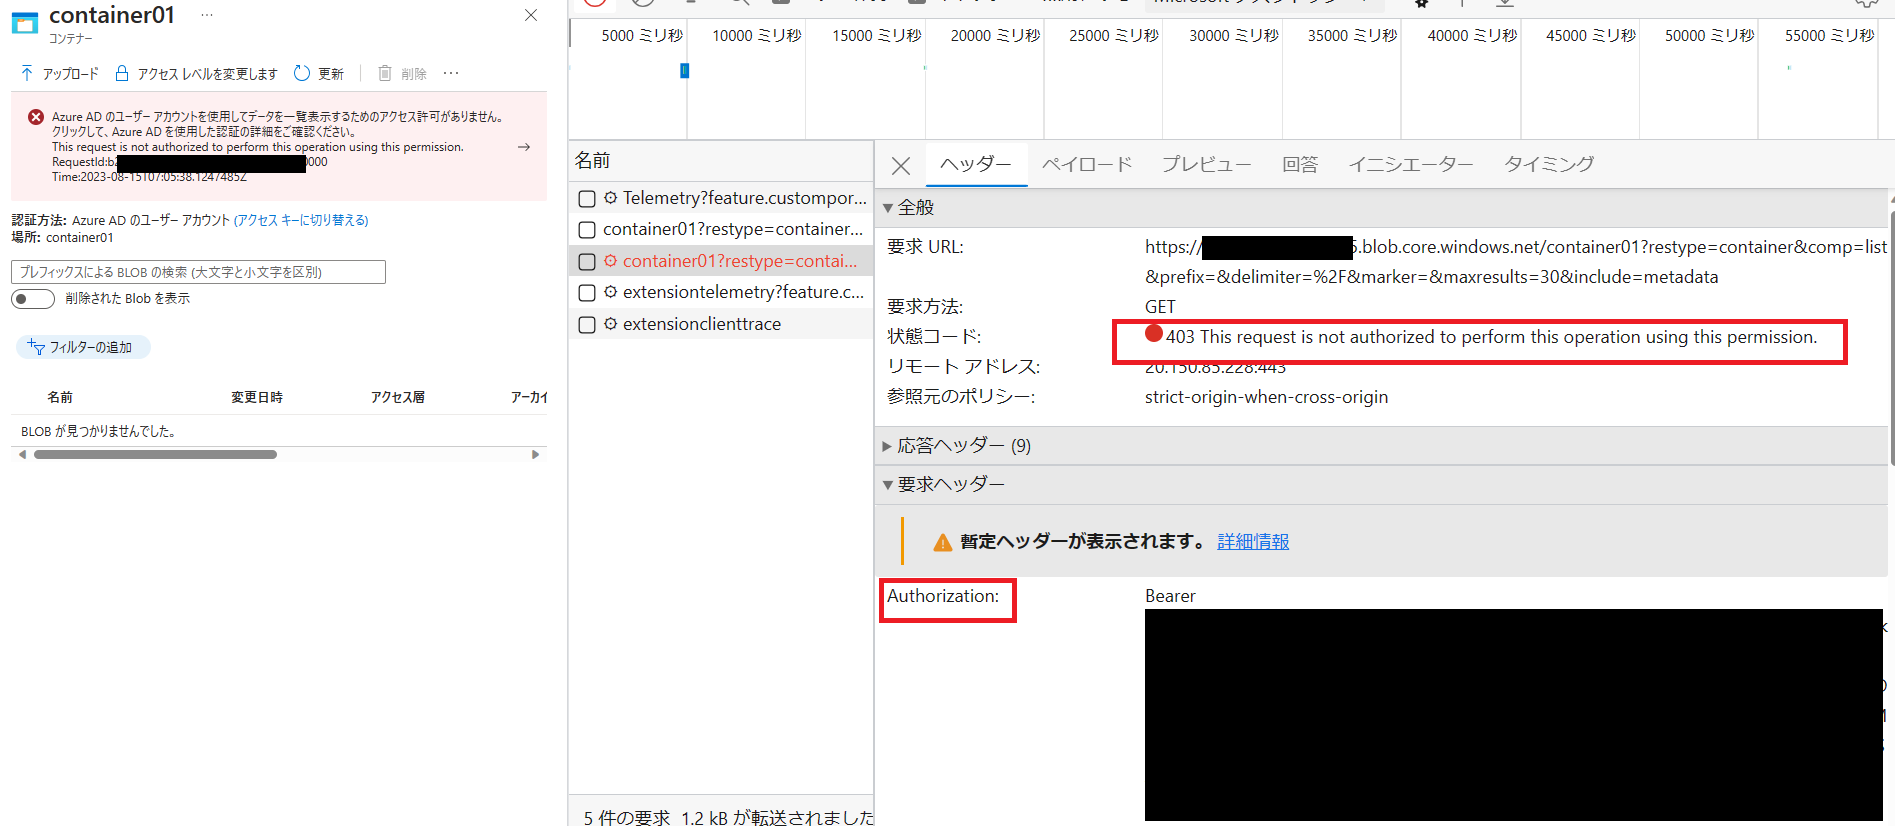 container01 ...
コンテナー
アップロード アクセス レベルを変更します 更新 削除 ...
Azure AD のユーザー アカウントを使用してデータを一覧表示するためのアクセス許可がありません。
クリックして、Azure AD を使用した認証の詳細をご確認ください。
This request is not authorized to perform this operation using this permission.
RequestId:b 000
Time:2023-08-15T07:05:38.1247485Z
認証方法: Azure AD のユーザー アカウント (アクセス キーに切り替える)
場所: container01
プレフィックスによる BLOB の検索 (大文字と小文字を区別)
削除された Blob を表示
フィルターの追加
名前 変更日時 アクセス層 アーカイ
BLOB が見つかりませんでした。
5000 ミリ秒 10000 ミリ秒 15000 ミリ秒 20000 ミリ秒 25000 ミリ秒 30000 ミリ秒 35000 ミリ秒 40000 ミリ秒 45000 ミリ秒 50000 ミリ秒 55000 ミリ秒
名前
Telemetry?feature.custompor...
container01?restype=container...
container01?restype=contai...
extensiontelemetry?feature.c...
extensionclienttrace
5 件の要求 1.2 kB が転送されました
ヘッダー ペイロード プレビュー 回答 イニシエーター タイミング
全般
要求 URL: https:// 5.blob.core.windows.net/container01?restype=container&comp=list
&prefix=&delimiter=%2F&marker=&maxresults=30&include=metadata
要求方法: GET
状態コード: 403 This request is not authorized to perform this operation using this permission.
リモート アドレス: 20.150.85.228:443
参照元のポリシー: strict-origin-when-cross-origin
応答ヘッダー (9)
要求ヘッダー
暫定ヘッダーが表示されます。 詳細情報
Authorization: Bearer